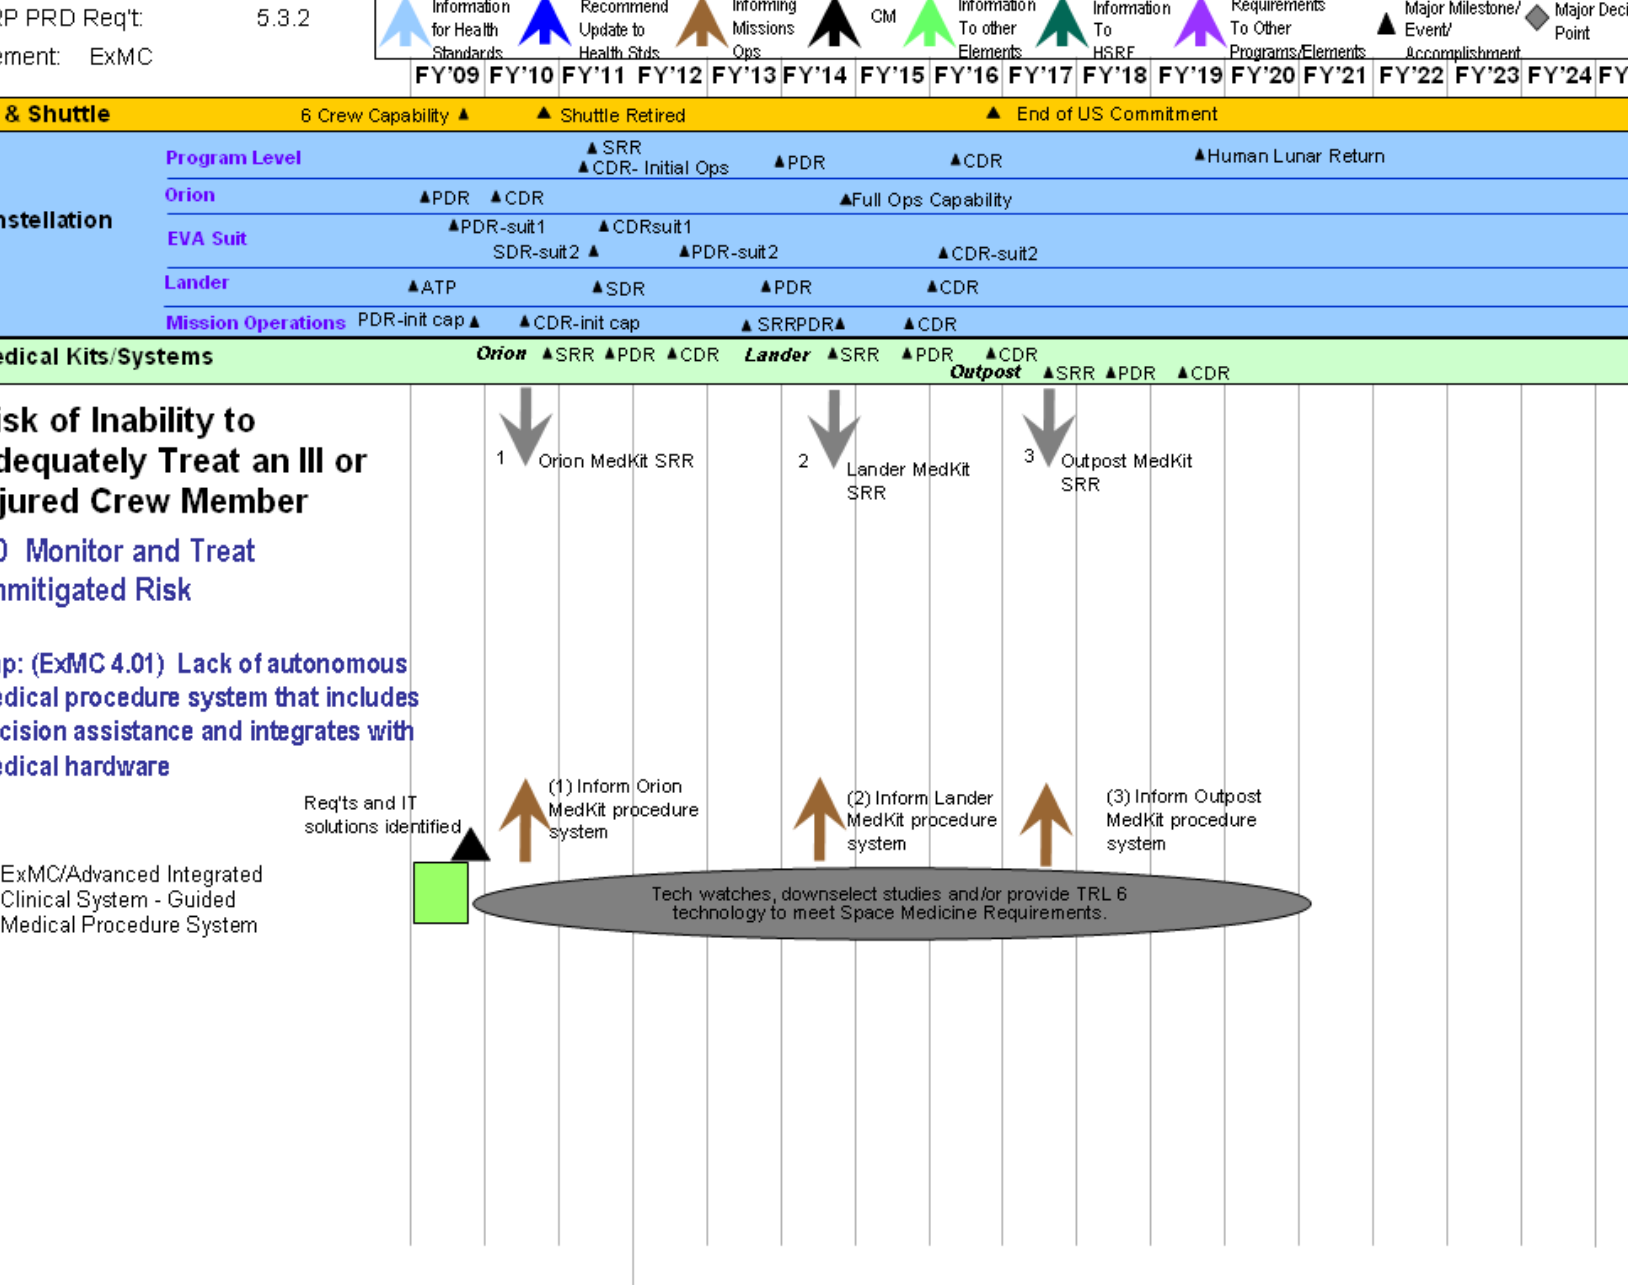 RP PRD Req't: 5.3.2
ement: ExMC
Information
for Health
Standards
Recommend
Update to
Health Stds
Informing
Missions
Ops
CM
Information
To other
Elements
Information
To
HSRF
Requirements
To Other
Programs/Elements
Major Milestone/
Event/
Accomplishment
Major Deci
Point
FY'09 FY'10 FY'11 FY'12 FY'13 FY'14 FY'15 FY'16 FY'17 FY'18 FY'19 FY'20 FY'21 FY'22 FY'23 FY'24 FY
& Shuttle 6 Crew Capability Shuttle Retired End of US Commitment
nstellation
Program Level SRR
CDR- Initial Ops PDR CDR Human Lunar Return
Orion PDR CDR Full Ops Capability
EVA Suit PDR-suit1 CDRsuit1
SDR-suit2 PDR-suit2 CDR-suit2
Lander ATP SDR PDR CDR
Mission Operations PDR-init cap CDR-init cap SRRPDR CDR
edical Kits/Systems Orion SRR PDR CDR Lander SRR PDR CDR
Outpost SRR PDR CDR
isk of Inability to
dequately Treat an Ill or
jured Crew Member
1 Orion MedKit SRR
2 Lander MedKit
SRR
3 Outpost MedKit
SRR
0 Monitor and Treat
nmitigated Risk
ap: (ExMC 4.01) Lack of autonomous
edical procedure system that includes
cision assistance and integrates with
edical hardware
Req'ts and IT
solutions identified
(1) Inform Orion
MedKit procedure
system
(2) Inform Lander
MedKit procedure
system
(3) Inform Outpost
MedKit procedure
system
ExMC/Advanced Integrated
Clinical System - Guided
Medical Procedure System
Tech watches, downselect studies and/or provide TRL 6
technology to meet Space Medicine Requirements.